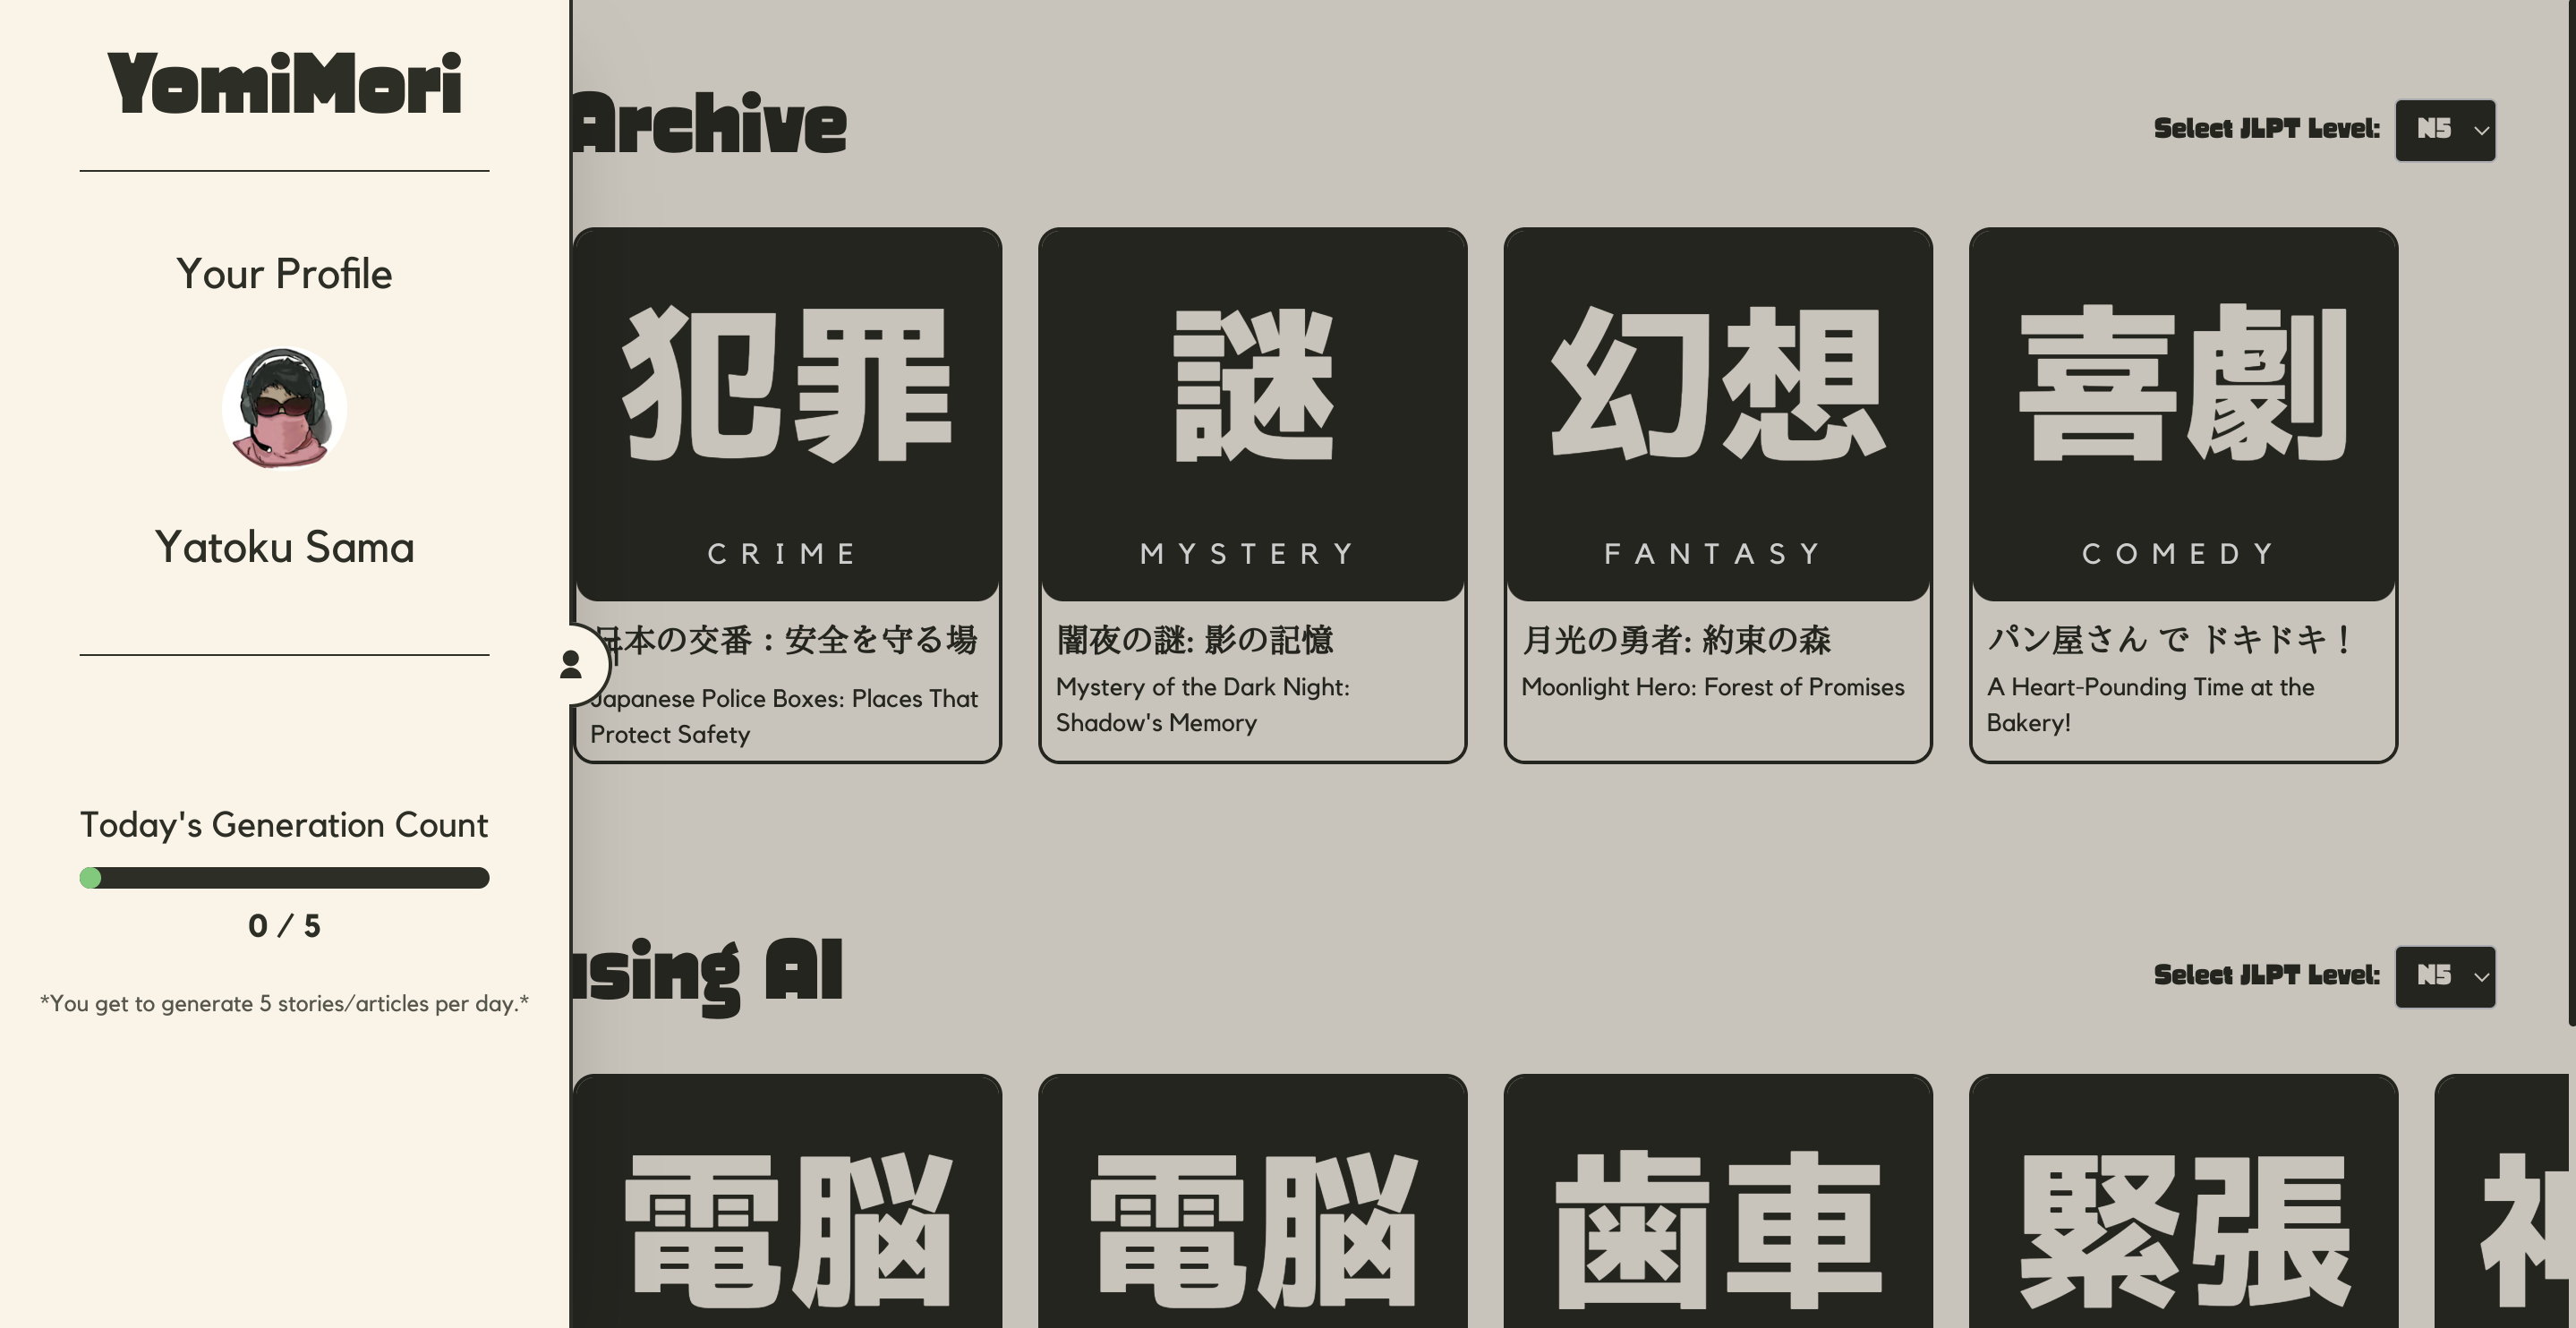 YomiMori
Your Profile
Yatoku Sama
Today's Generation Count
0 / 5
*You get to generate 5 stories/articles per day.*
Archive
Select JLPT Level:
N5
犯罪
CRIME
日本の交番：安全を守る場
所
Japanese Police Boxes: Places That
Protect Safety
謎
MYSTERY
闇夜の謎: 影の記憶
Mystery of the Dark Night:
Shadow's Memory
幻想
FANTASY
月光の勇者: 約束の森
Moonlight Hero: Forest of Promises
喜劇
COMEDY
パン屋さん で ドキドキ！
A Heart-Pounding Time at the
Bakery!
using AI
Select JLPT Level:
N5
電脳
電脳
歯車
緊張